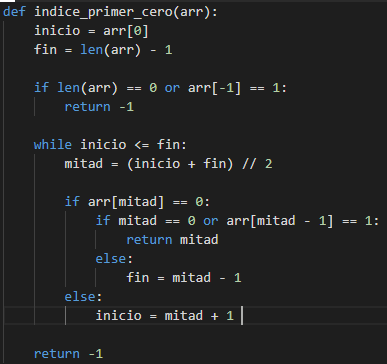 def indice_primer_cero(arr):
    inicio = arr[0]
    fin = len(arr) - 1
    if len(arr) == 0 or arr[-1] == 1:
        return -1
    while inicio <= fin:
        mitad = (inicio + fin) // 2
        if arr[mitad] == 0:
            if mitad == 0 or arr[mitad - 1] == 1:
                return mitad
            else:
                fin = mitad - 1
        else:
            inicio = mitad + 1
    return -1